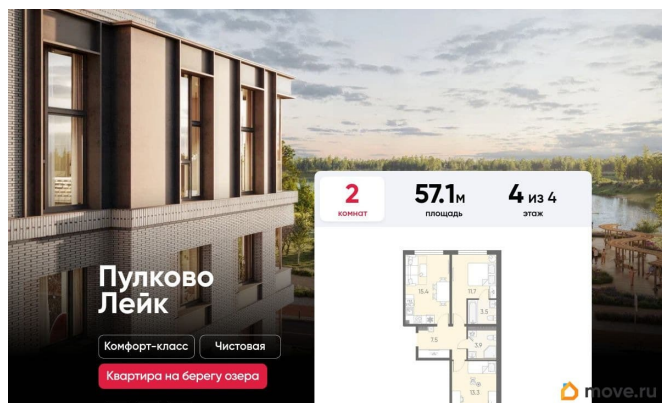 2
комнат
57.1м
площадь
4 из 4
этаж
Пулково
Лейк
Комфорт-класс
Чистовая
Квартира на берегу озера
15.4
11.7
3.5
7.5
3.9
13.3
move.ru